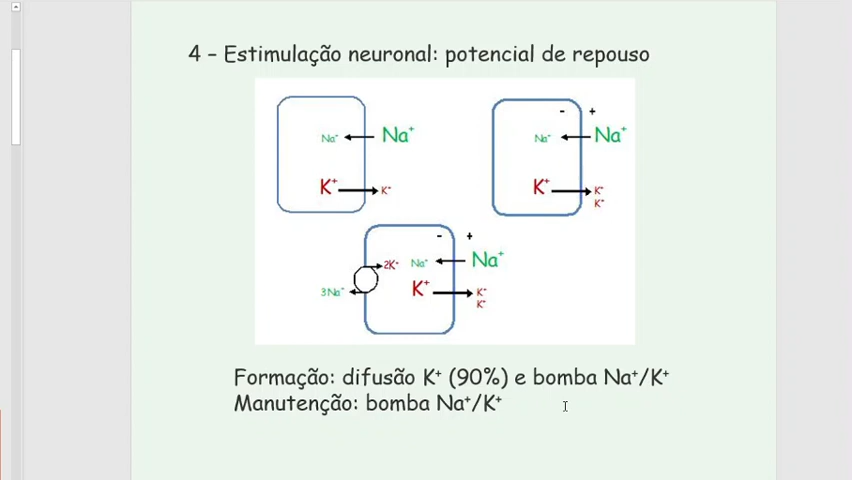 4 – Estimulação neuronal: potencial de repouso
- +
Na⁺ Na⁺ Na⁺ Na⁺
K⁺ K⁺ K⁺ K⁺
K⁺
- +
2K⁺ Na⁺ Na⁺
3Na⁺ K⁺ K⁺
K⁺
Formação: difusão K⁺ (90%) e bomba Na⁺/K⁺
Manutenção: bomba Na⁺/K⁺